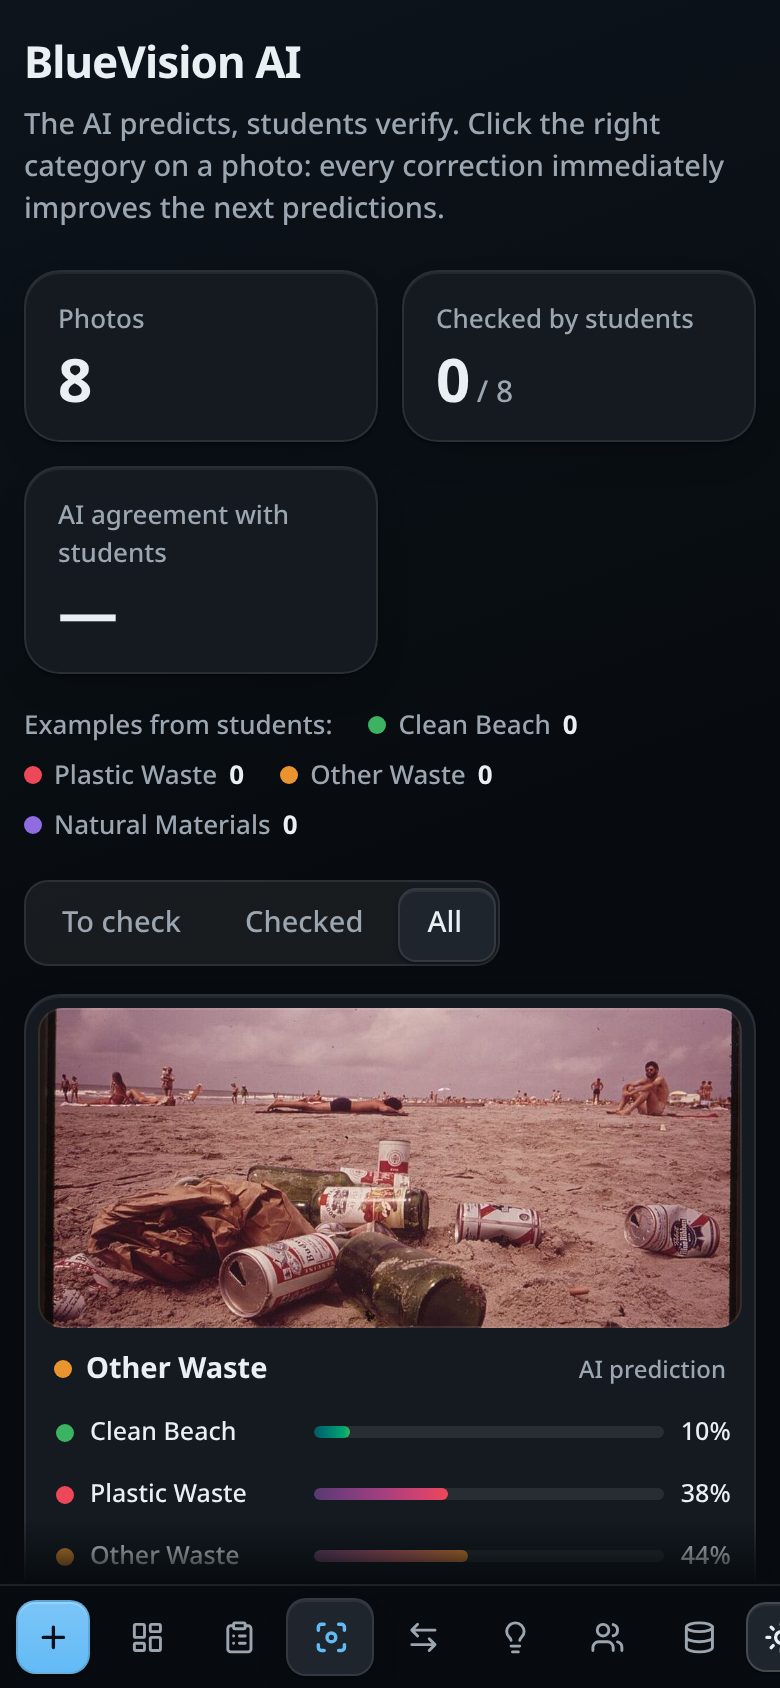 BlueVision AI
The AI predicts, students verify. Click the right
category on a photo: every correction immediately
improves the next predictions.
Photos
8
Checked by students
0 / 8
AI agreement with
students
—
Examples from students: Clean Beach 0
Plastic Waste 0 Other Waste 0
Natural Materials 0
To check Checked All
Other Waste AI prediction
Clean Beach 10%
Plastic Waste 38%
Other Waste 44%